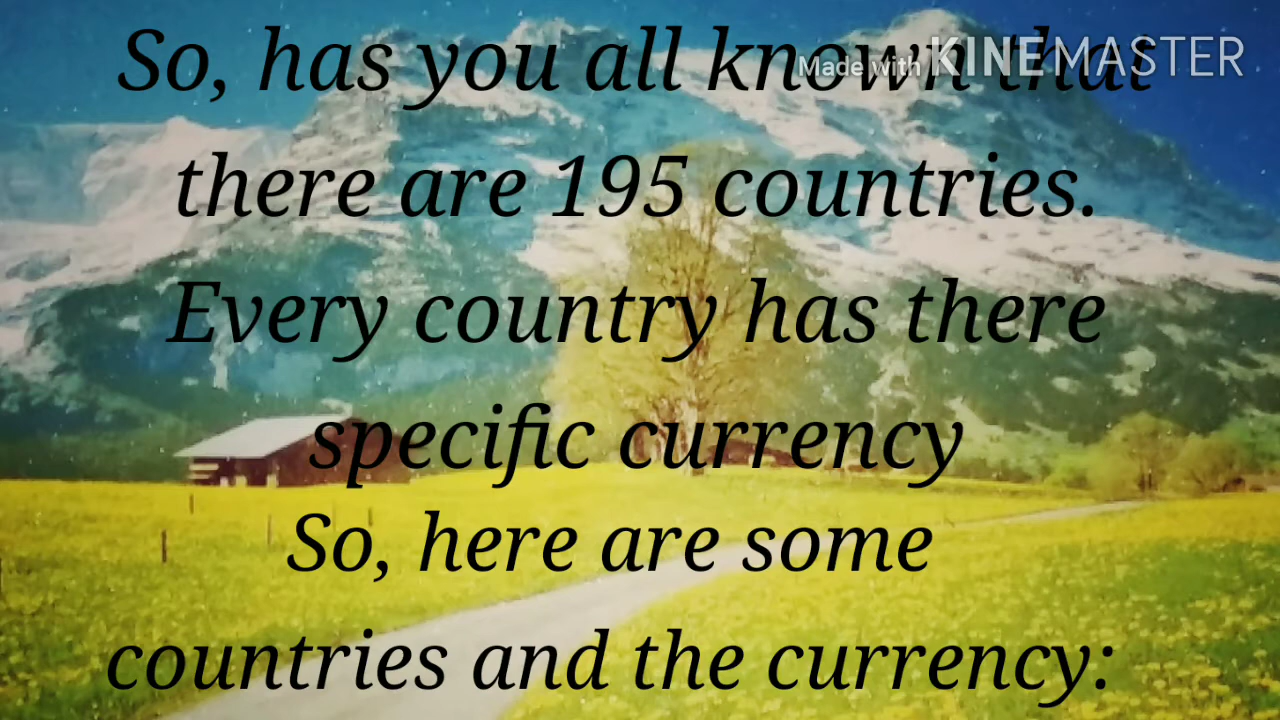 So, has you all known that
Made with KINEMASTER
there are 195 countries.
Every country has there
specific currency
So, here are some
countries and the currency: